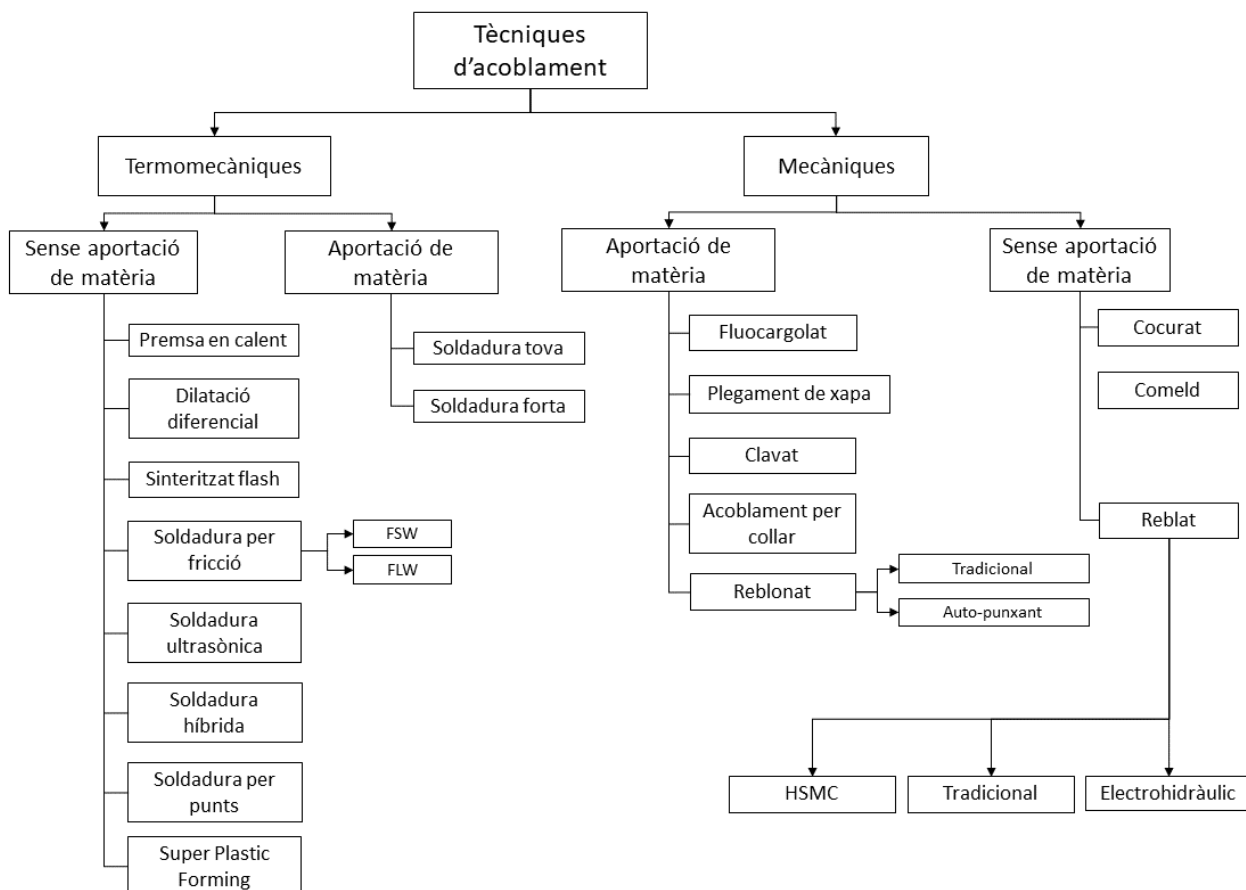 Tècniques
d’acoblament
Termomecàniques
Mecàniques
Sense aportació
de matèria
Aportació de
matèria
Aportació de
matèria
Sense aportació
de matèria
Premsa en calent
Dilatació
diferencial
Sinteritzat flash
Soldadura per
fricció
FSW
FLW
Soldadura
ultrasònica
Soldadura
híbrida
Soldadura per
punts
Super Plastic
Forming
Soldadura tova
Soldadura forta
Fluocargolat
Plegament de xapa
Clavat
Acoblament per
collar
Reblonat
Tradicional
Auto-punxant
Cocurat
Comeld
Reblat
HSMC
Tradicional
Electrohidràulic